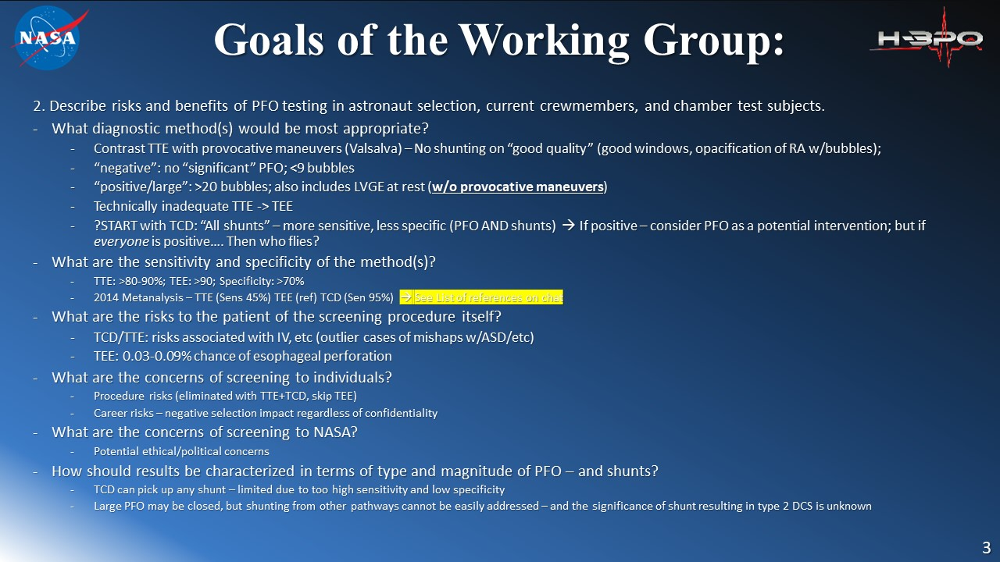 NASA
Goals of the Working Group:
H-3PO
2. Describe risks and benefits of PFO testing in astronaut selection, current crewmembers, and chamber test subjects.
- What diagnostic method(s) would be most appropriate?
- Contrast TTE with provocative maneuvers (Valsalva) – No shunting on “good quality” (good windows, opacification of RA w/bubbles);
- “negative”: no “significant” PFO; <9 bubbles
- “positive/large”: >20 bubbles; also includes LVGE at rest (w/o provocative maneuvers)
- Technically inadequate TTE -> TEE
- ?START with TCD: “All shunts” – more sensitive, less specific (PFO AND shunts) → If positive – consider PFO as a potential intervention; but if
everyone is positive…. Then who flies?
- What are the sensitivity and specificity of the method(s)?
- TTE: >80-90%; TEE: >90; Specificity: >70%
- 2014 Metanalysis – TTE (Sens 45%) TEE (ref) TCD (Sen 95%) → See List of references on chat
- What are the risks to the patient of the screening procedure itself?
- TCD/TTE: risks associated with IV, etc (outlier cases of mishaps w/ASD/etc)
- TEE: 0.03-0.09% chance of esophageal perforation
- What are the concerns of screening to individuals?
- Procedure risks (eliminated with TTE+TCD, skip TEE)
- Career risks – negative selection impact regardless of confidentiality
- What are the concerns of screening to NASA?
- Potential ethical/political concerns
- How should results be characterized in terms of type and magnitude of PFO – and shunts?
- TCD can pick up any shunt – limited due to too high sensitivity and low specificity
- Large PFO may be closed, but shunting from other pathways cannot be easily addressed – and the significance of shunt resulting in type 2 DCS is unknown
3